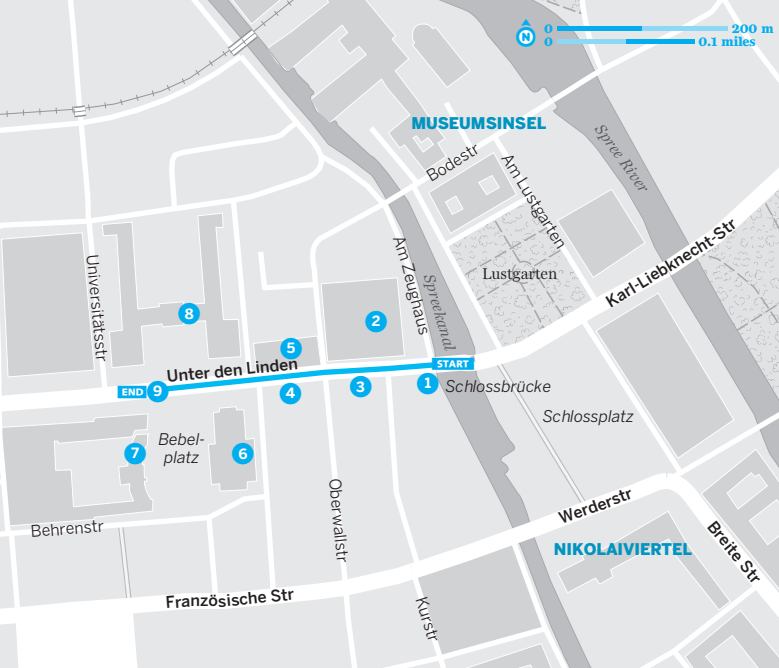 0 200 m
N
0 0.1 miles
MUSEUMSINSEL
Spree River
Bodestr
Am Lustgarten
Karl-Liebknecht-Str
Lustgarten
Am Zeughaus
Spreekanal
Universitätsstr
8
2
5
Unter den Linden
START
END 9
4
3
1
Schlossbrücke
Schlossplatz
7
Bebel-
platz
6
Oberwallstr
Werderstr
Behrenstr
NIKOLAIVIERTEL
Breite Str
Französische Str
Kurstr